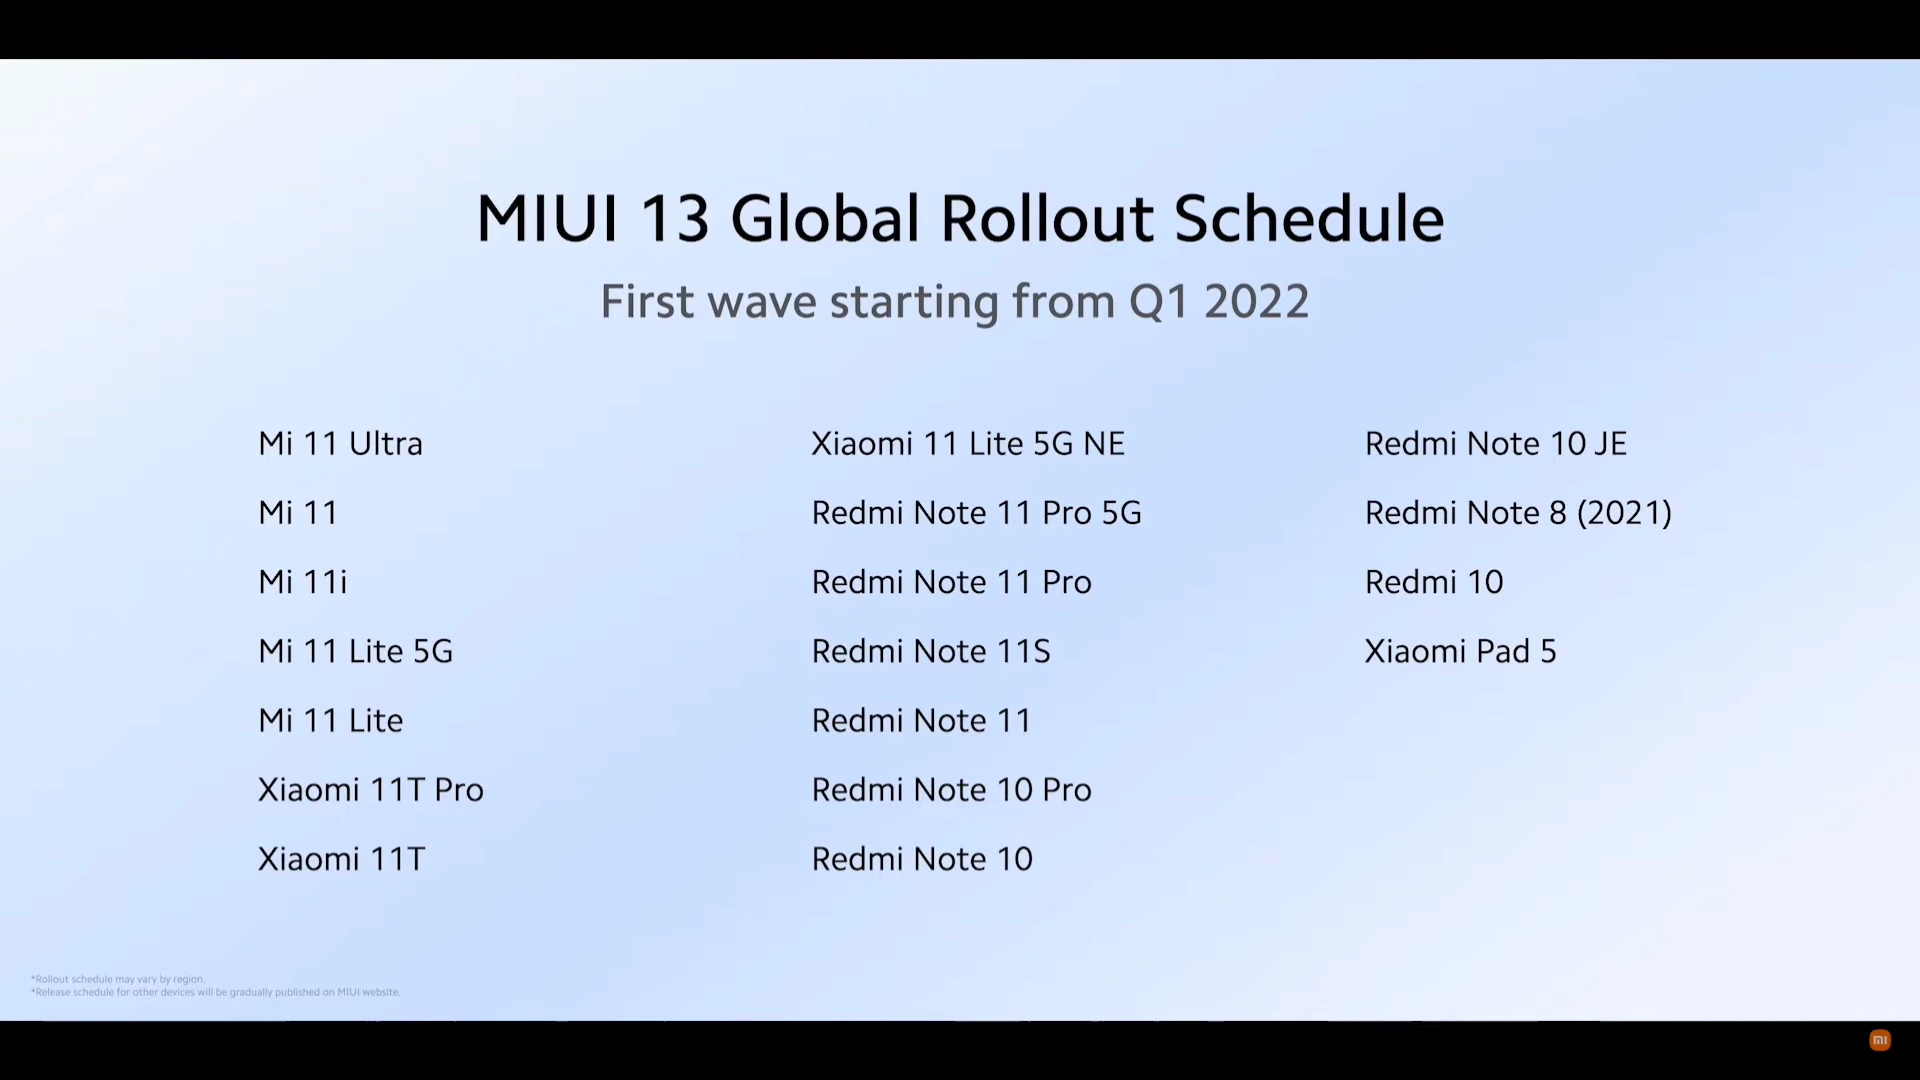 MIUI 13 Global Rollout Schedule
First wave starting from Q1 2022
Mi 11 Ultra
Mi 11
Mi 11i
Mi 11 Lite 5G
Mi 11 Lite
Xiaomi 11T Pro
Xiaomi 11T
Xiaomi 11 Lite 5G NE
Redmi Note 11 Pro 5G
Redmi Note 11 Pro
Redmi Note 11S
Redmi Note 11
Redmi Note 10 Pro
Redmi Note 10
Redmi Note 10 JE
Redmi Note 8 (2021)
Redmi 10
Xiaomi Pad 5
*Rollout schedule may vary by region.
*Release schedule for other devices will be gradually published on MIUI website.
mi